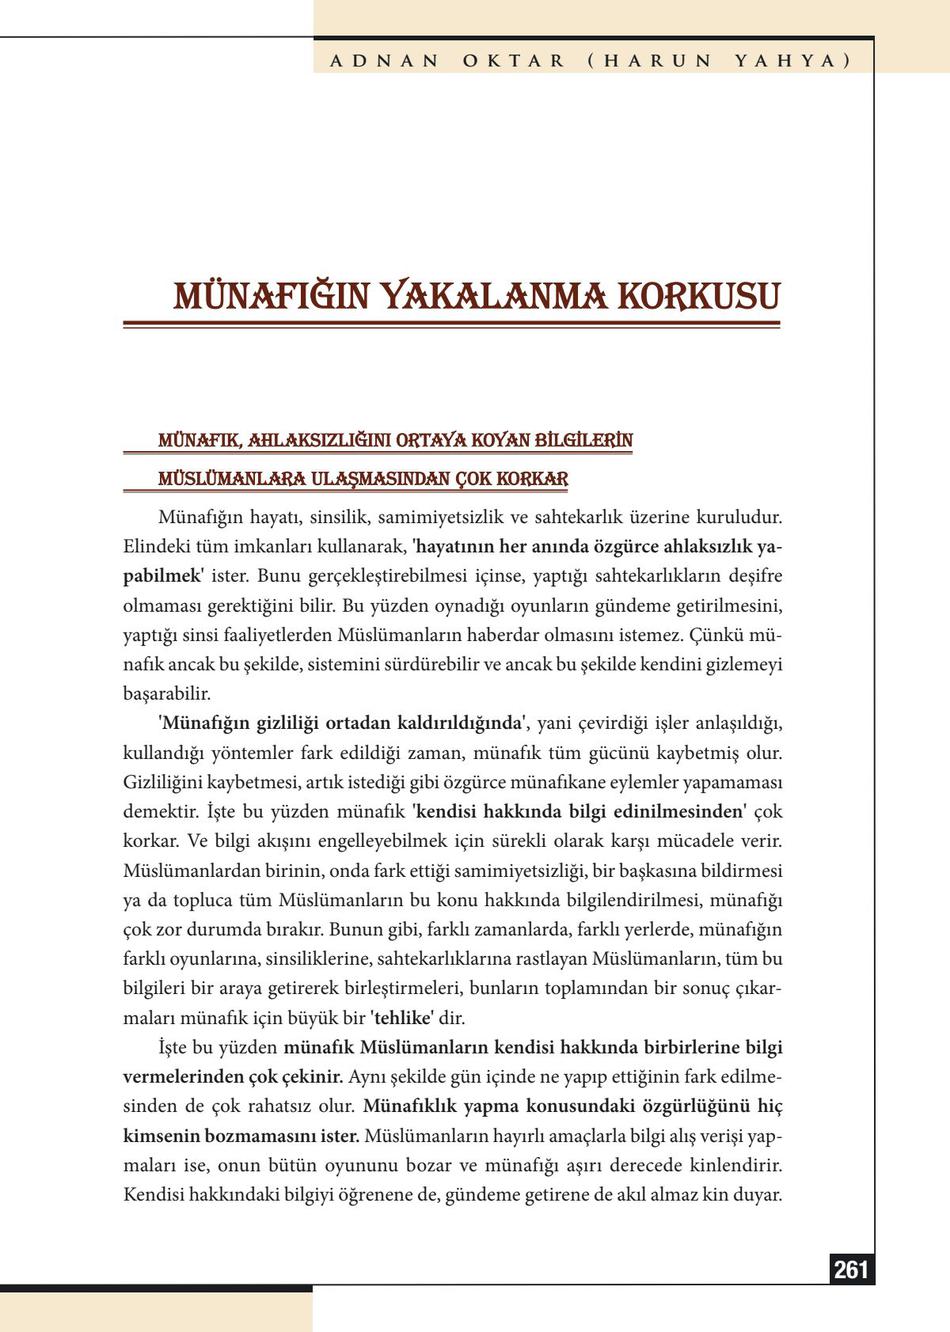 ADNAN OKTAR (HARUN YAHYA)
MÜNAFIĞIN YAKALANMA KORKUSU
MÜNAFIK, AHLAKSIZLIĞINI ORTAYA KOYAN BİLGİLERİN
MÜSLÜMANLARA ULAŞMASINDAN ÇOK KORKAR
Münafığın hayatı, sinsilik, samimiyetsizlik ve sahtekarlık üzerine kuruludur.
Elindeki tüm imkanları kullanarak, 'hayatının her anında özgürce ahlaksızlık ya-
pabilmek' ister. Bunu gerçekleştirebilmesi içinse, yaptığı sahtekarlıkların deşifre
olmaması gerektiğini bilir. Bu yüzden oynadığı oyunların gündeme getirilmesini,
yaptığı sinsi faaliyetlerden Müslümanların haberdar olmasını istemez. Çünkü mü-
nafık ancak bu şekilde, sistemini sürdürebilir ve ancak bu şekilde kendini gizlemeyi
başarabilir.
'Münafığın gizliliği ortadan kaldırıldığında', yani çevirdiği işler anlaşıldığı,
kullandığı yöntemler fark edildiği zaman, münafık tüm gücünü kaybetmiş olur.
Gizliliğini kaybetmesi, artık istediği gibi özgürce münafıkane eylemler yapamaması
demektir. İşte bu yüzden münafık 'kendisi hakkında bilgi edinilmesinden' çok
korkar. Ve bilgi akışını engelleyebilmek için sürekli olarak karşı mücadele verir.
Müslümanlardan birinin, onda fark ettiği samimiyetsizliği, bir başkasına bildirmesi
ya da topluca tüm Müslümanların bu konu hakkında bilgilendirilmesi, münafığı
çok zor durumda bırakır. Bunun gibi, farklı zamanlarda, farklı yerlerde, münafığın
farklı oyunlarına, sinsiliklerine, sahtekarlıklarına rastlayan Müslümanların, tüm bu
bilgileri bir araya getirerek birleştirmeleri, bunların toplamından bir sonuç çıkar-
maları münafık için büyük bir 'tehlike' dir.
İşte bu yüzden münafık Müslümanların kendisi hakkında birbirlerine bilgi
vermelerinden çok çekinir. Aynı şekilde gün içinde ne yapıp ettiğinin fark edilme-
sinden de çok rahatsız olur. Münafıklık yapma konusundaki özgürlüğünü hiç
kimsenin bozmamasını ister. Müslümanların hayırlı amaçlarla bilgi alış verişi yap-
maları ise, onun bütün oyununu bozar ve münafığı aşırı derecede kinlendirir.
Kendisi hakkındaki bilgiyi öğrenene de, gündeme getirene de akıl almaz kin duyar.
261